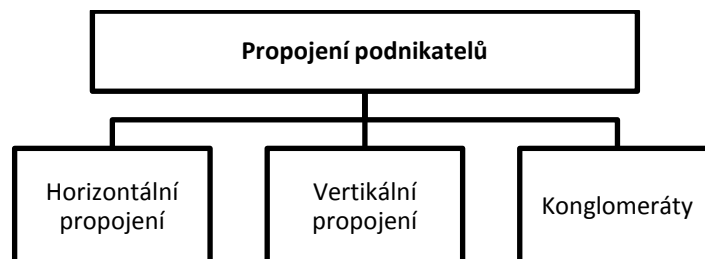 Propojení podnikatelů
Horizontální
propojení
Vertikální
propojení
Konglomeráty